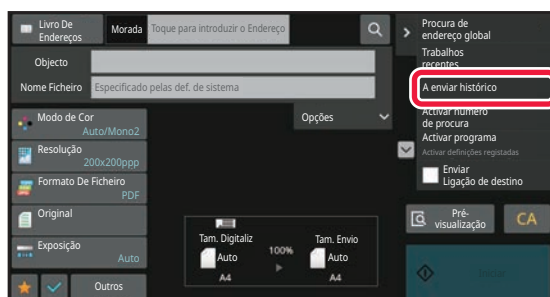 Livro De
Endereços
Morada
Toque para introduzir o Endereço
Objecto
Nome Ficheiro
Especificado pelas def. de sistema
Opções
Modo de Cor
Auto/Mono2
Resolução
200x200ppp
Formato De Ficheiro
PDF
Original
Exposição
Auto
Outros
Tam. Digitaliz
Auto
A4
100%
Tam. Envio
Auto
A4
Procura de
endereço global
Trabalhos
recentes
A enviar histórico
Activar número
de procura
Activar programa
Activar definições registadas
Enviar
Ligação de destino
Pré-
visualização
CA